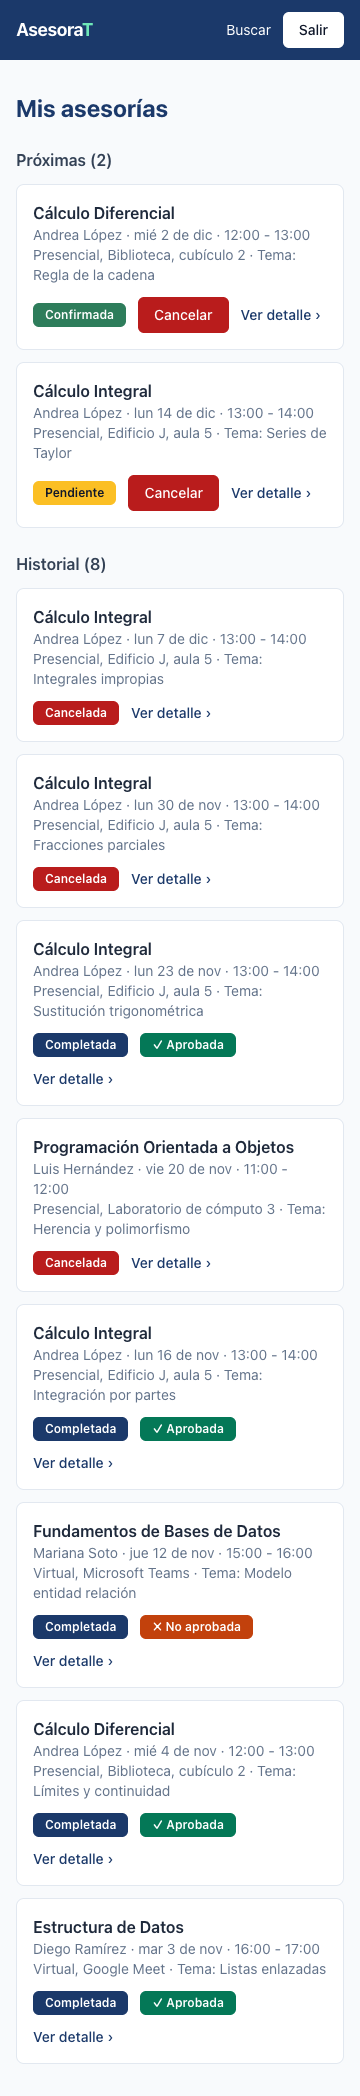 AsesoraT
Buscar
Salir
Mis asesorías
Próximas (2)
Cálculo Diferencial
Andrea López · mié 2 de dic · 12:00 - 13:00
Presencial, Biblioteca, cubículo 2 · Tema:
Regla de la cadena
Confirmada Cancelar Ver detalle ›
Cálculo Integral
Andrea López · lun 14 de dic · 13:00 - 14:00
Presencial, Edificio J, aula 5 · Tema: Series de
Taylor
Pendiente Cancelar Ver detalle ›
Historial (8)
Cálculo Integral
Andrea López · lun 7 de dic · 13:00 - 14:00
Presencial, Edificio J, aula 5 · Tema:
Integrales impropias
Cancelada Ver detalle ›
Cálculo Integral
Andrea López · lun 30 de nov · 13:00 - 14:00
Presencial, Edificio J, aula 5 · Tema:
Fracciones parciales
Cancelada Ver detalle ›
Cálculo Integral
Andrea López · lun 23 de nov · 13:00 - 14:00
Presencial, Edificio J, aula 5 · Tema:
Sustitución trigonométrica
Completada ✓ Aprobada
Ver detalle ›
Programación Orientada a Objetos
Luis Hernández · vie 20 de nov · 11:00 -
12:00
Presencial, Laboratorio de cómputo 3 · Tema:
Herencia y polimorfismo
Cancelada Ver detalle ›
Cálculo Integral
Andrea López · lun 16 de nov · 13:00 - 14:00
Presencial, Edificio J, aula 5 · Tema:
Integración por partes
Completada ✓ Aprobada
Ver detalle ›
Fundamentos de Bases de Datos
Mariana Soto · jue 12 de nov · 15:00 - 16:00
Virtual, Microsoft Teams · Tema: Modelo
entidad relación
Completada ✕ No aprobada
Ver detalle ›
Cálculo Diferencial
Andrea López · mié 4 de nov · 12:00 - 13:00
Presencial, Biblioteca, cubículo 2 · Tema:
Límites y continuidad
Completada ✓ Aprobada
Ver detalle ›
Estructura de Datos
Diego Ramírez · mar 3 de nov · 16:00 - 17:00
Virtual, Google Meet · Tema: Listas enlazadas
Completada ✓ Aprobada
Ver detalle ›